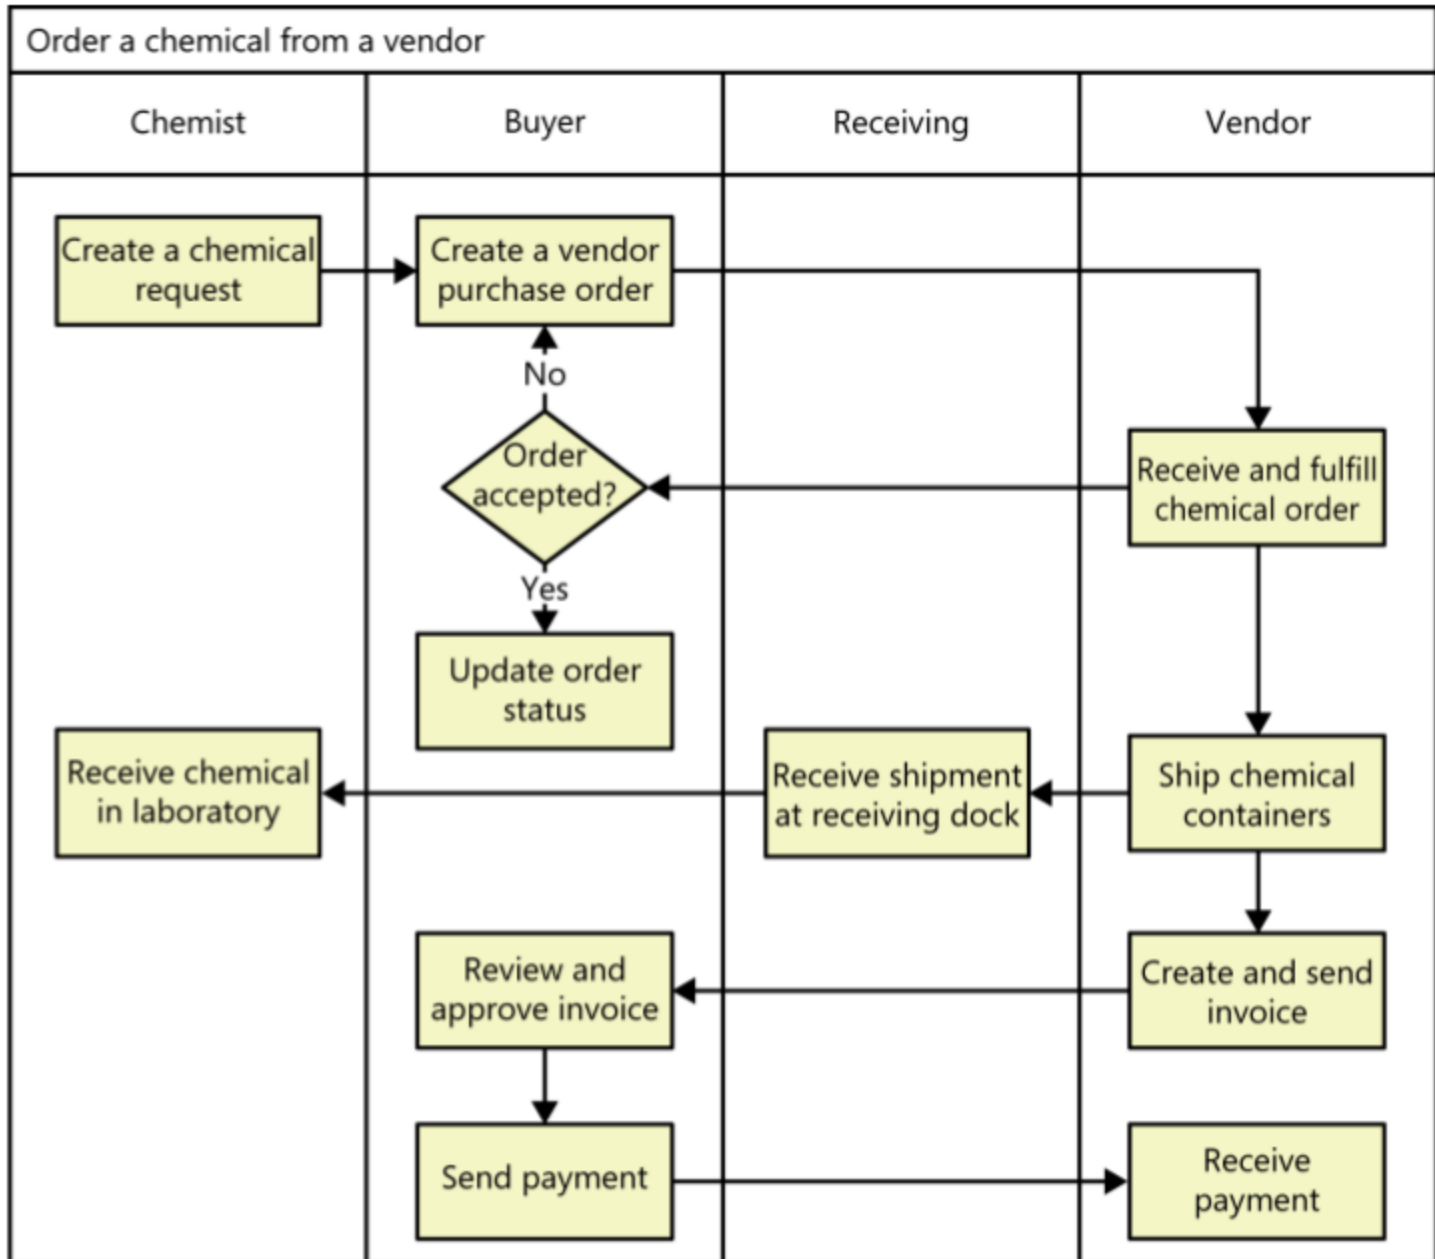 Order a chemical from a vendor
Chemist
Buyer
Receiving
Vendor
Create a chemical
request
Create a vendor
purchase order
No
Order
accepted?
Receive and fulfill
chemical order
Yes
Update order
status
Receive chemical
in laboratory
Receive shipment
at receiving dock
Ship chemical
containers
Review and
approve invoice
Create and send
invoice
Send payment
Receive
payment